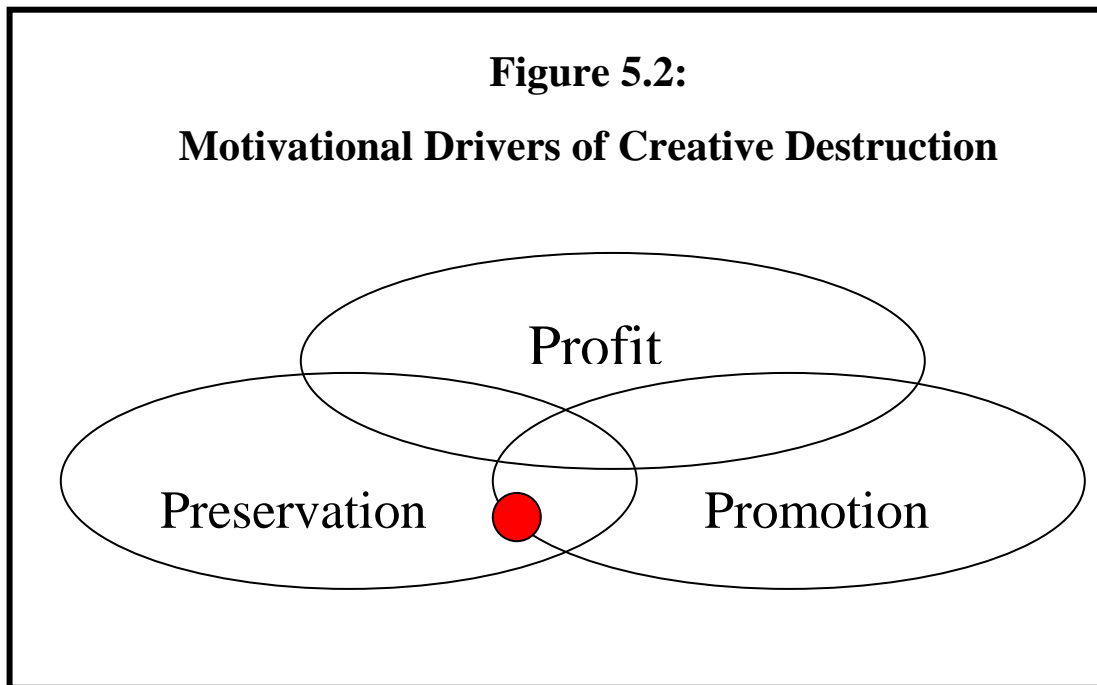 Figure 5.2:
Motivational Drivers of Creative Destruction
Profit
Preservation
Promotion